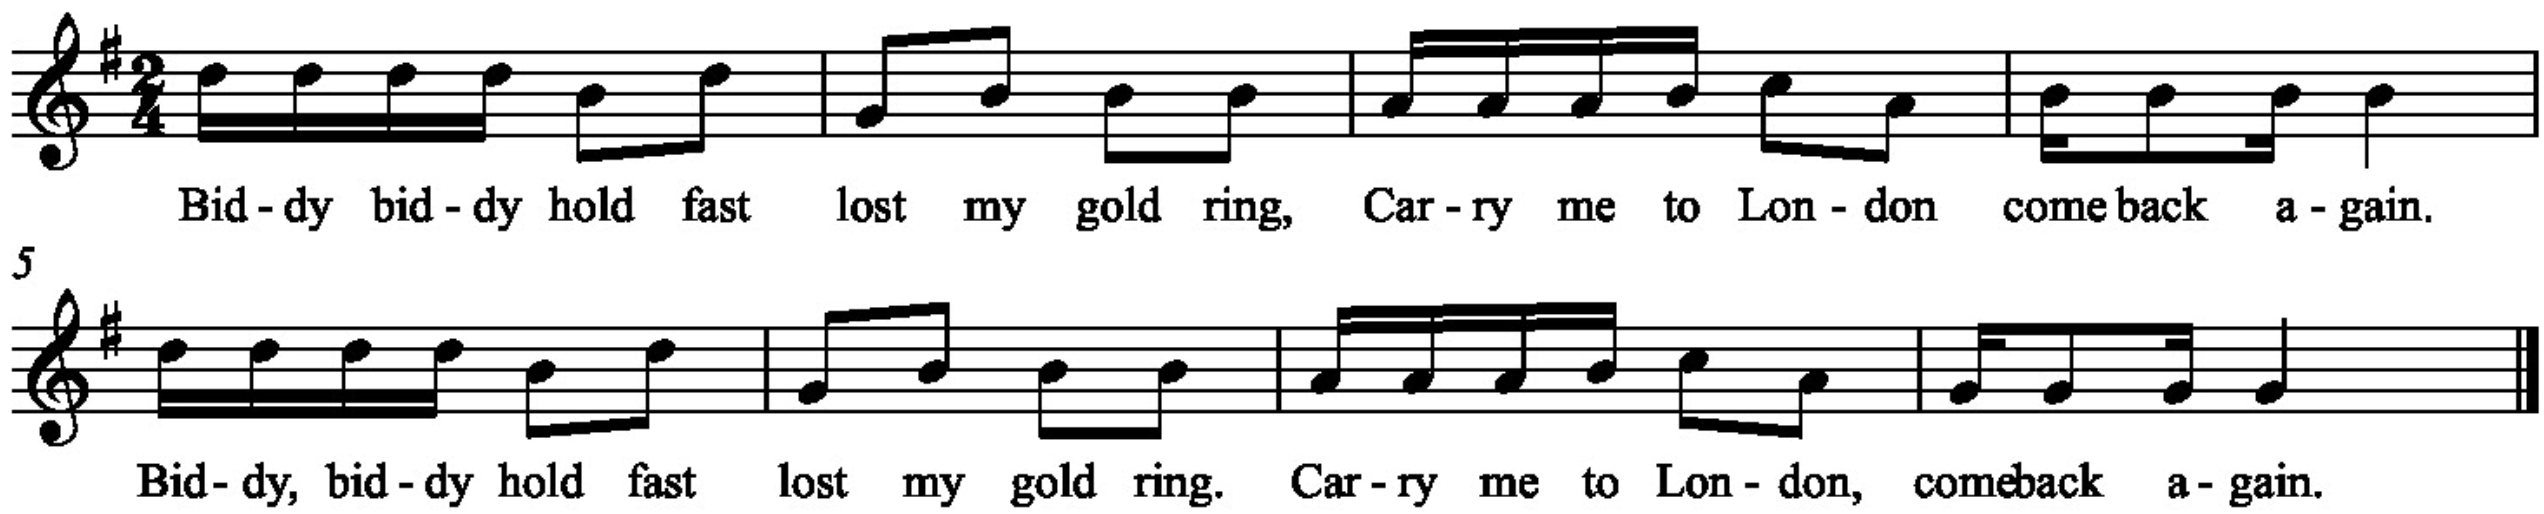 2
4
Bid - dy bid - dy hold fast lost my gold ring, Car - ry me to Lon - don come back a - gain.
5
Bid - dy, bid - dy hold fast lost my gold ring. Car - ry me to Lon - don, comeback a - gain.